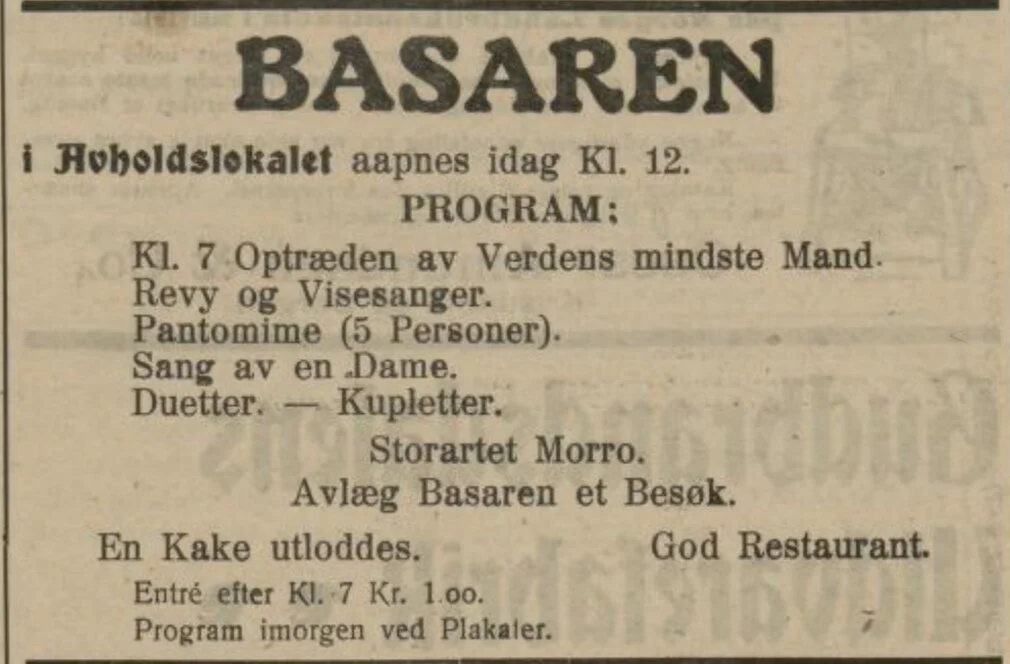 BASAREN
i Avholdslokalet aapnes idag Kl. 12.
PROGRAM:
Kl. 7 Optræden av Verdens mindste Mand.
Revy og Visesanger.
Pantomime (5 Personer).
Sang av en Dame.
Duetter. — Kupletter.
Storartet Morro.
Avlæg Basaren et Besøk.
En Kake utloddes. God Restaurant.
Entré efter Kl. 7 Kr. 1.00.
Program imorgen ved Plakater.